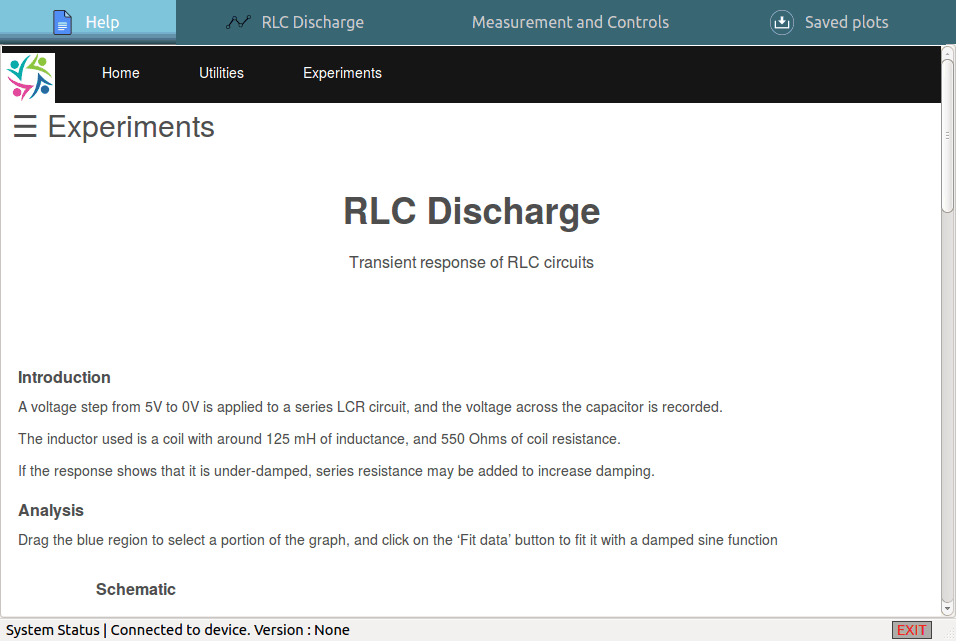 Help
RLC Discharge
Measurement and Controls
Saved plots
Home
Utilities
Experiments
☰ Experiments
RLC Discharge
Transient response of RLC circuits
Introduction
A voltage step from 5V to 0V is applied to a series LCR circuit, and the voltage across the capacitor is recorded.
The inductor used is a coil with around 125 mH of inductance, and 550 Ohms of coil resistance.
If the response shows that it is under-damped, series resistance may be added to increase damping.
Analysis
Drag the blue region to select a portion of the graph, and click on the ‘Fit data’ button to fit it with a damped sine function
Schematic
System Status | Connected to device. Version : None
EXIT